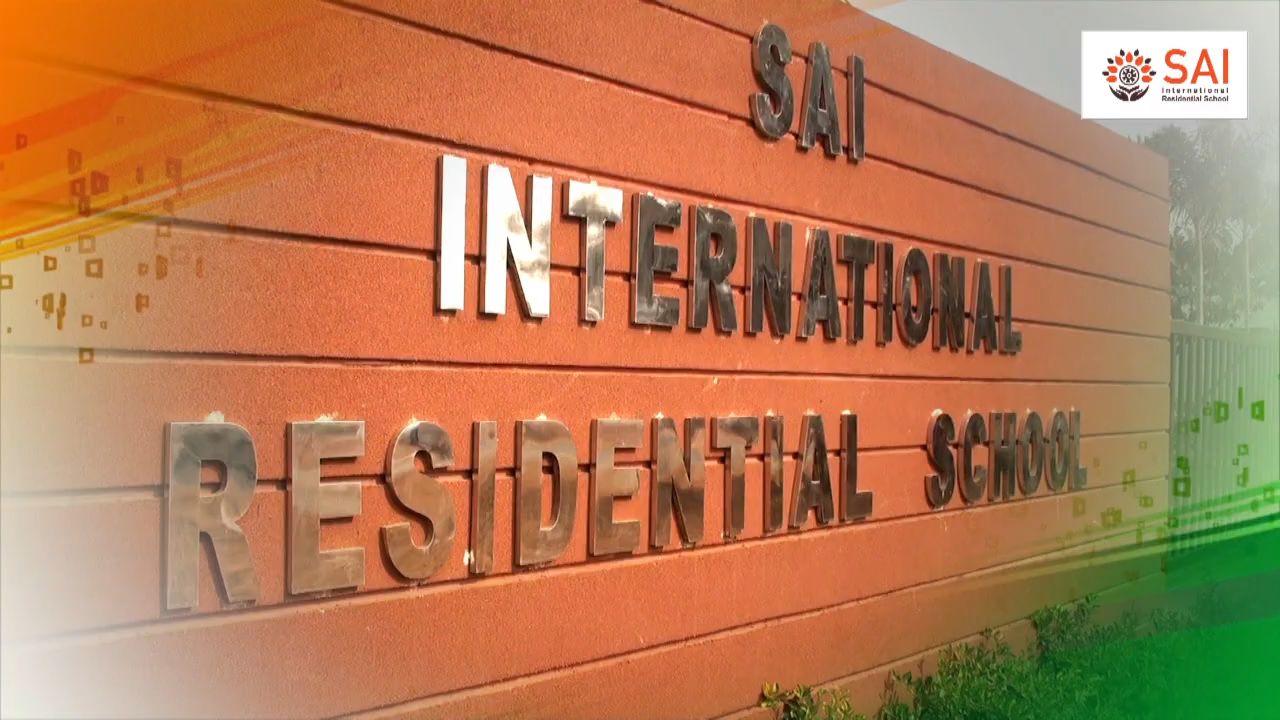 SAI
INTERNATIONAL
RESIDENTIAL SCHOOL
SAI
International
Residential School